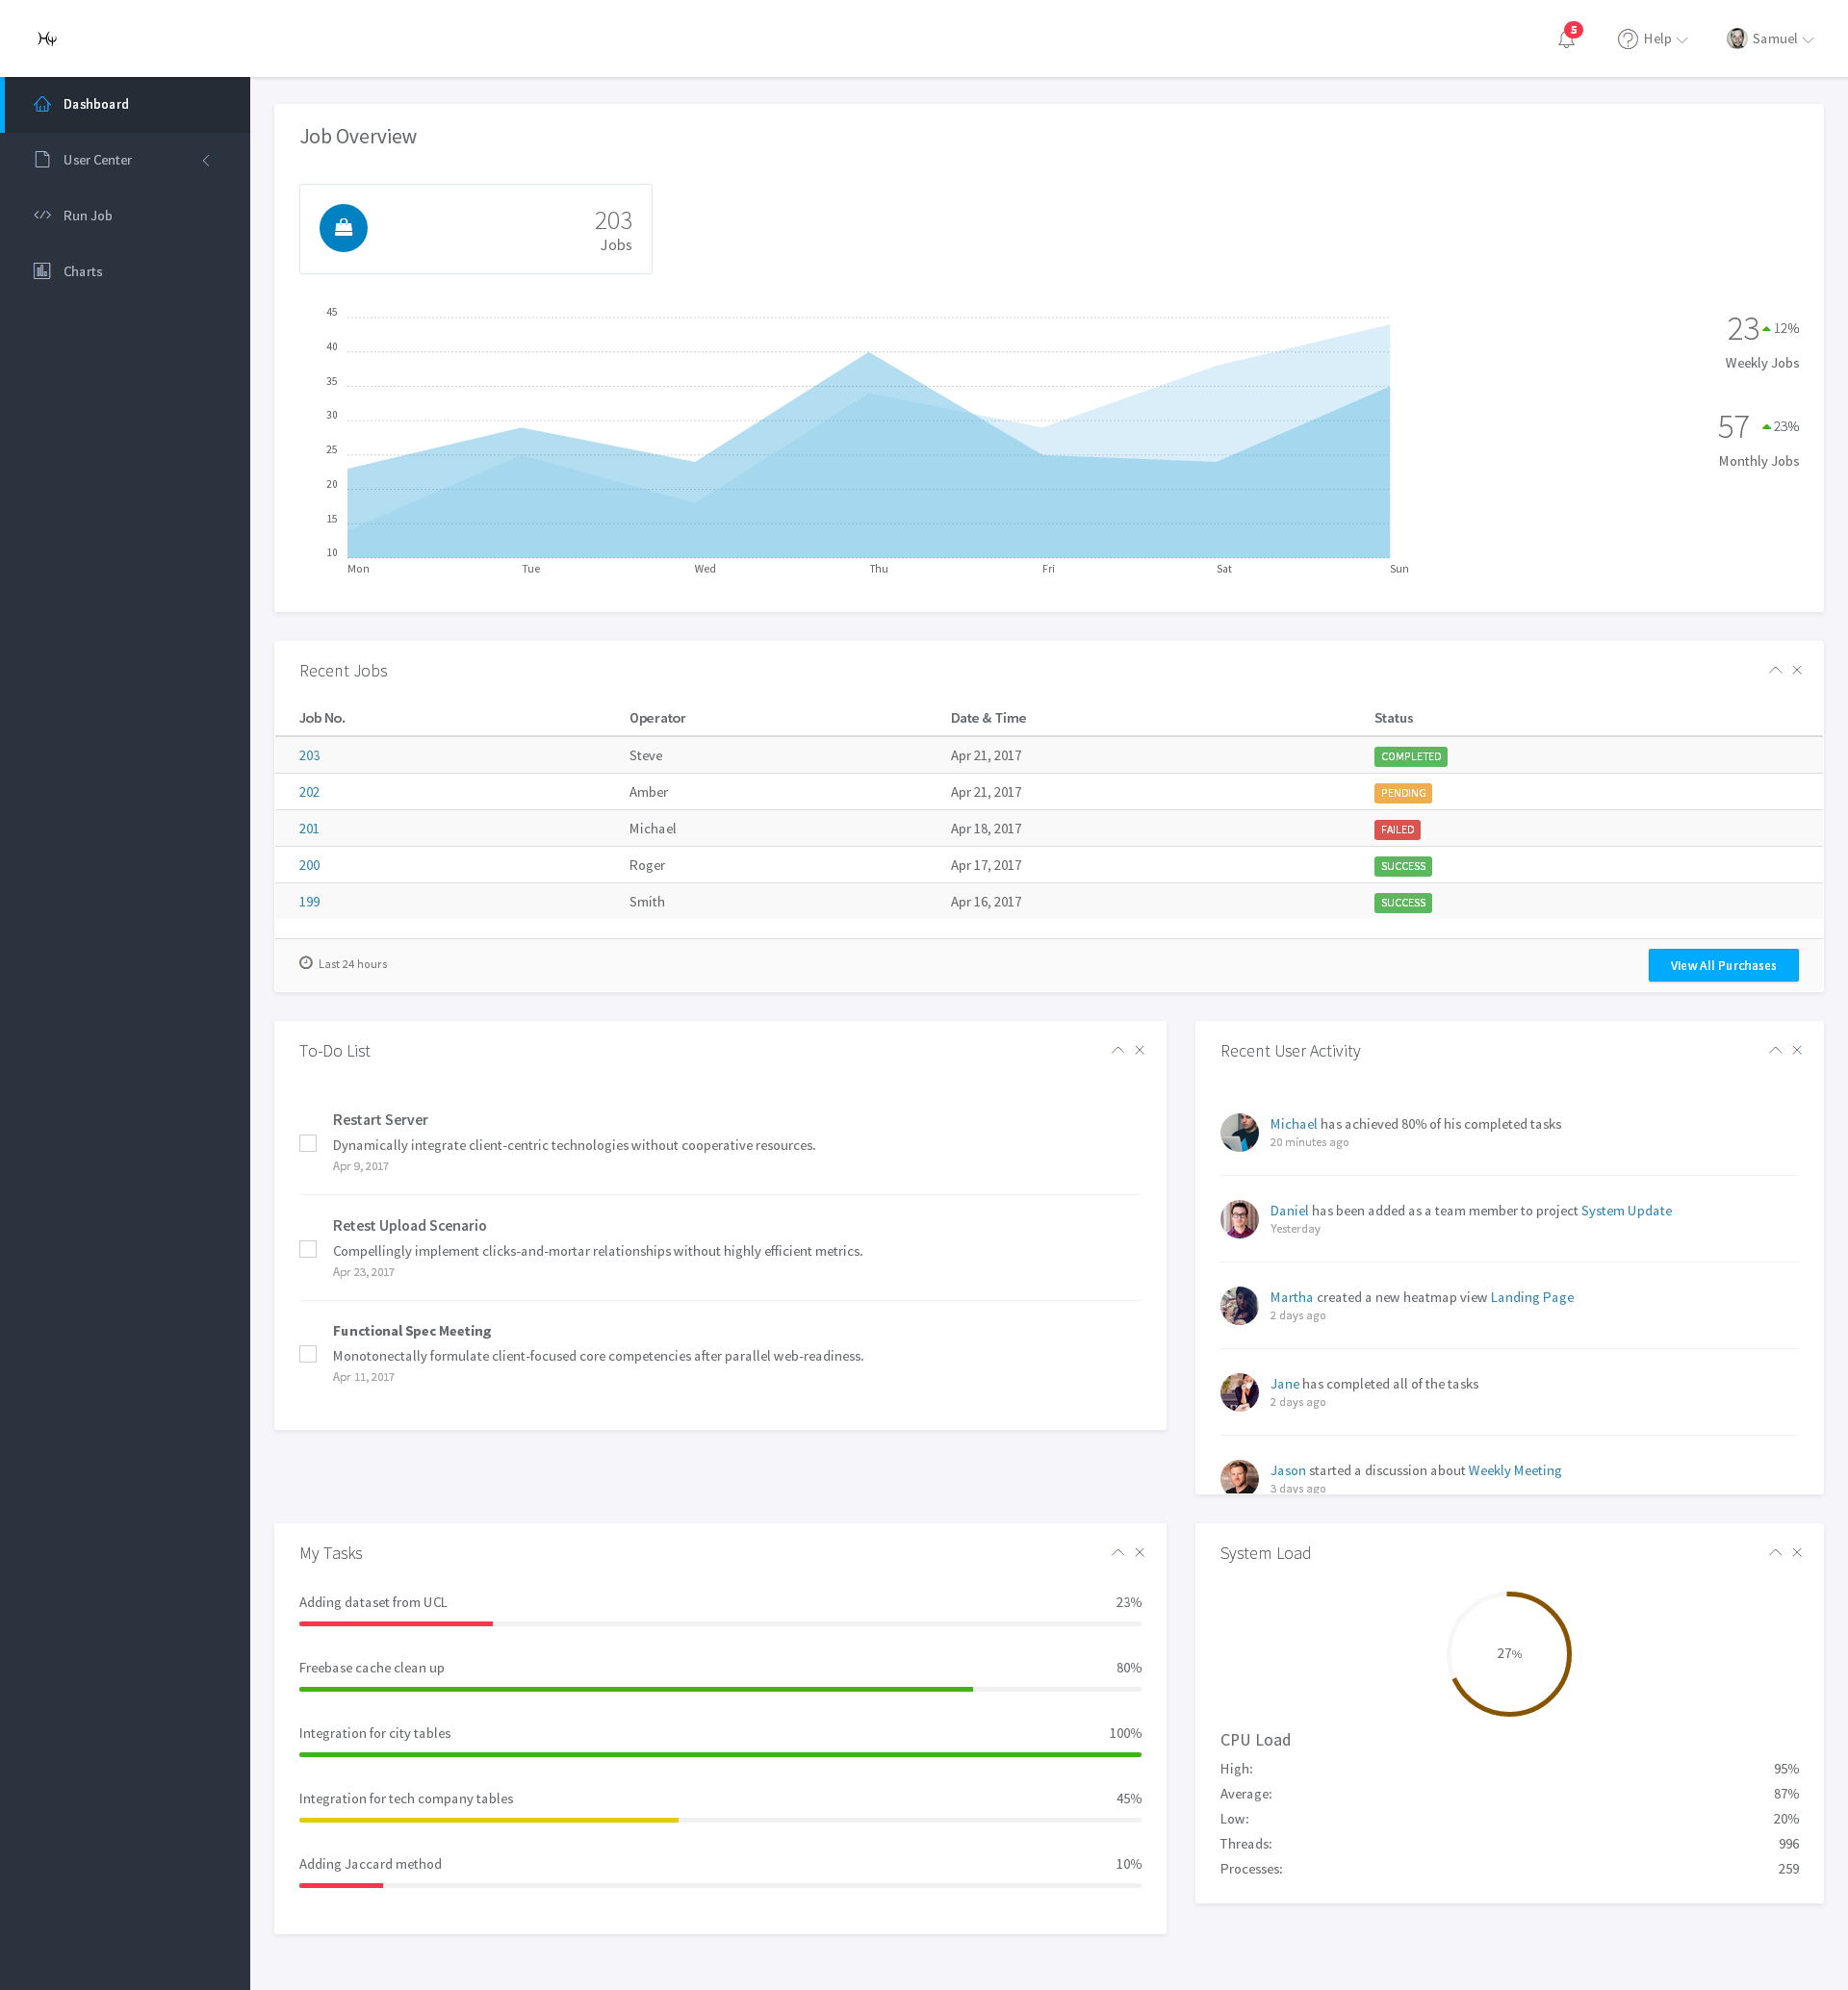 5
Help
Samuel
Dashboard
User Center
Run Job
Charts
Job Overview
203
Jobs
45
40
35
30
25
20
15
10
Mon Tue Wed Thu Fri Sat Sun
23 12%
Weekly Jobs
57 23%
Monthly Jobs
Recent Jobs
Job No. Operator Date & Time Status
203 Steve Apr 21, 2017 COMPLETED
202 Amber Apr 21, 2017 PENDING
201 Michael Apr 18, 2017 FAILED
200 Roger Apr 17, 2017 SUCCESS
199 Smith Apr 16, 2017 SUCCESS
Last 24 hours
View All Purchases
To-Do List
Restart Server
Dynamically integrate client-centric technologies without cooperative resources.
Apr 9, 2017
Retest Upload Scenario
Compellingly implement clicks-and-mortar relationships without highly efficient metrics.
Apr 23, 2017
Functional Spec Meeting
Monotonectally formulate client-focused core competencies after parallel web-readiness.
Apr 11, 2017
Recent User Activity
Michael has achieved 80% of his completed tasks
20 minutes ago
Daniel has been added as a team member to project System Update
Yesterday
Martha created a new heatmap view Landing Page
2 days ago
Jane has completed all of the tasks
2 days ago
Jason started a discussion about Weekly Meeting
3 days ago
My Tasks
Adding dataset from UCL 23%
Freebase cache clean up 80%
Integration for city tables 100%
Integration for tech company tables 45%
Adding Jaccard method 10%
System Load
27%
CPU Load
High: 95%
Average: 87%
Low: 20%
Threads: 996
Processes: 259